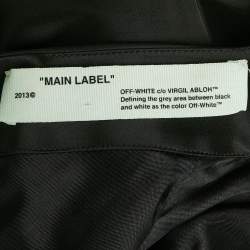 "MAIN LABEL"
2013©
OFF-WHITE c/o VIRGIL ABLOH™
Defining the grey area between black
and white as the color Off-White™